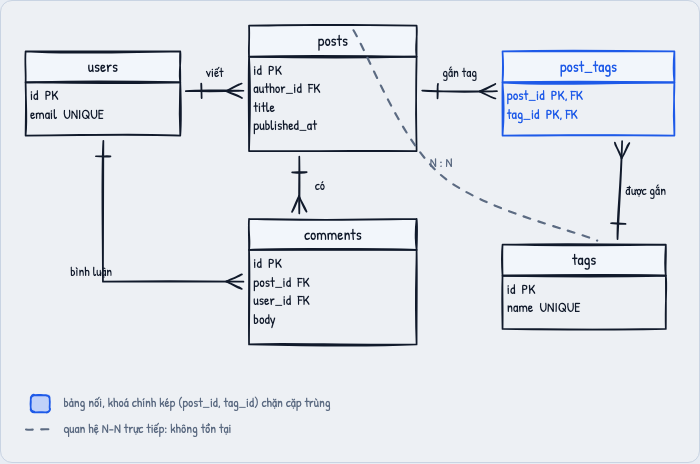 posts
id PK
author_id FK
title
published_at
users
id PK
email UNIQUE
viết
gắn tag
post_tags
post_id PK, FK
tag_id PK, FK
N : N
có
được gắn
comments
id PK
post_id FK
user_id FK
body
bình luận
tags
id PK
name UNIQUE
bảng nối, khoá chính kép (post_id, tag_id) chặn cặp trùng
quan hệ N-N trực tiếp: không tồn tại